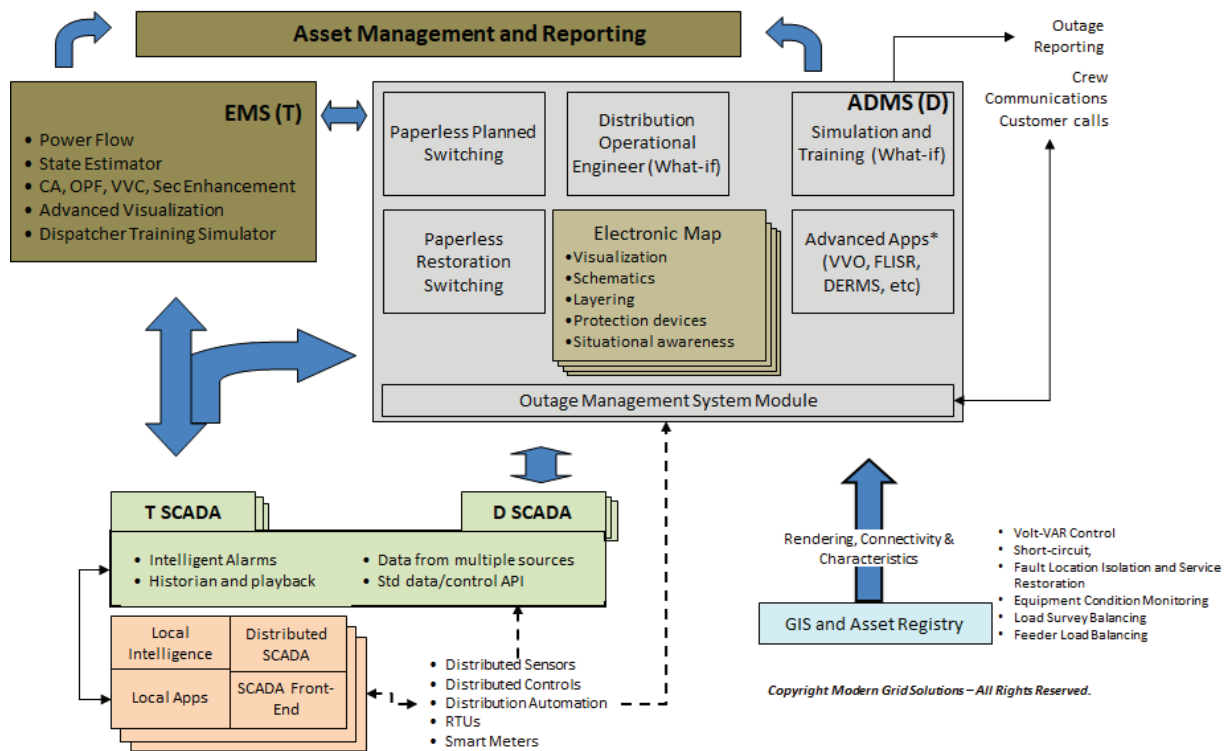 Asset Management and Reporting
Outage
Reporting
Crew
Communications
Customer calls
EMS (T)
• Power Flow
• State Estimator
• CA, OPF, VVC, Sec Enhancement
• Advanced Visualization
• Dispatcher Training Simulator
ADMS (D)
Paperless Planned
Switching
Distribution
Operational
Engineer (What-if)
Simulation and
Training (What-if)
Paperless
Restoration
Switching
Electronic Map
•Visualization
•Schematics
•Layering
•Protection devices
•Situational awareness
Advanced Apps*
(VVO, FLISR,
DERMS, etc)
Outage Management System Module
T SCADA
D SCADA
• Intelligent Alarms
• Historian and playback
• Data from multiple sources
• Std data/control API
Local
Intelligence
Distributed
SCADA
Local Apps
SCADA Front-
End
• Distributed Sensors
• Distributed Controls
• Distribution Automation
• RTUs
• Smart Meters
Rendering, Connectivity &
Characteristics
GIS and Asset Registry
• Volt-VAR Control
• Short-circuit,
• Fault Location Isolation and Service
Restoration
• Equipment Condition Monitoring
• Load Survey Balancing
• Feeder Load Balancing
Copyright Modern Grid Solutions – All Rights Reserved.